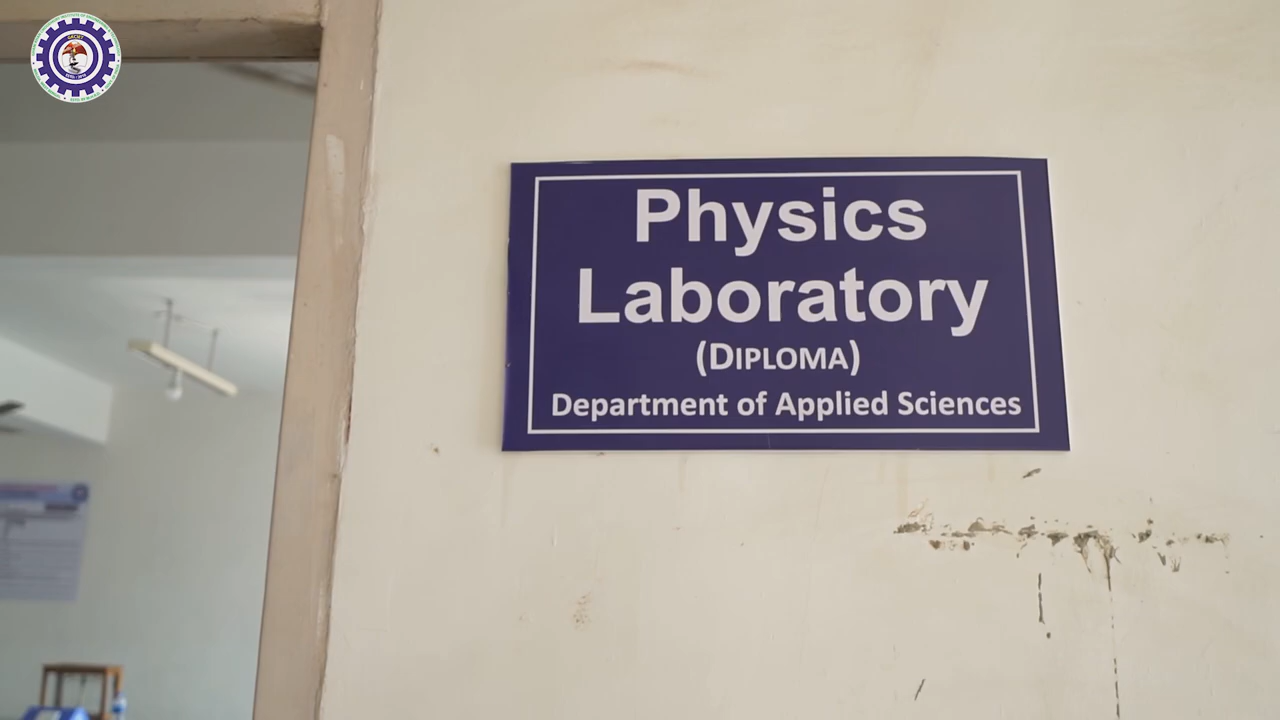 Physics
Laboratory
(DIPLOMA)
Department of Applied Sciences